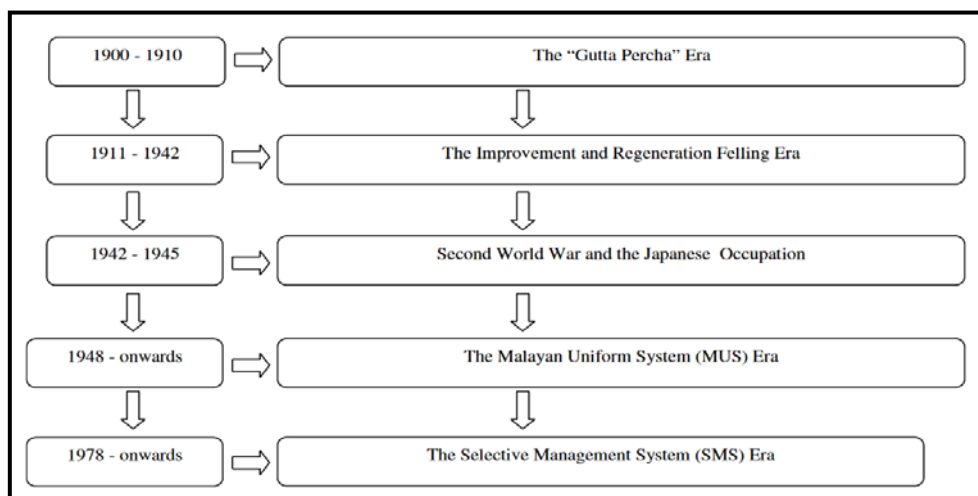 1900 - 1910
The “Gutta Percha” Era
1911 - 1942
The Improvement and Regeneration Felling Era
1942 - 1945
Second World War and the Japanese Occupation
1948 - onwards
The Malayan Uniform System (MUS) Era
1978 - onwards
The Selective Management System (SMS) Era